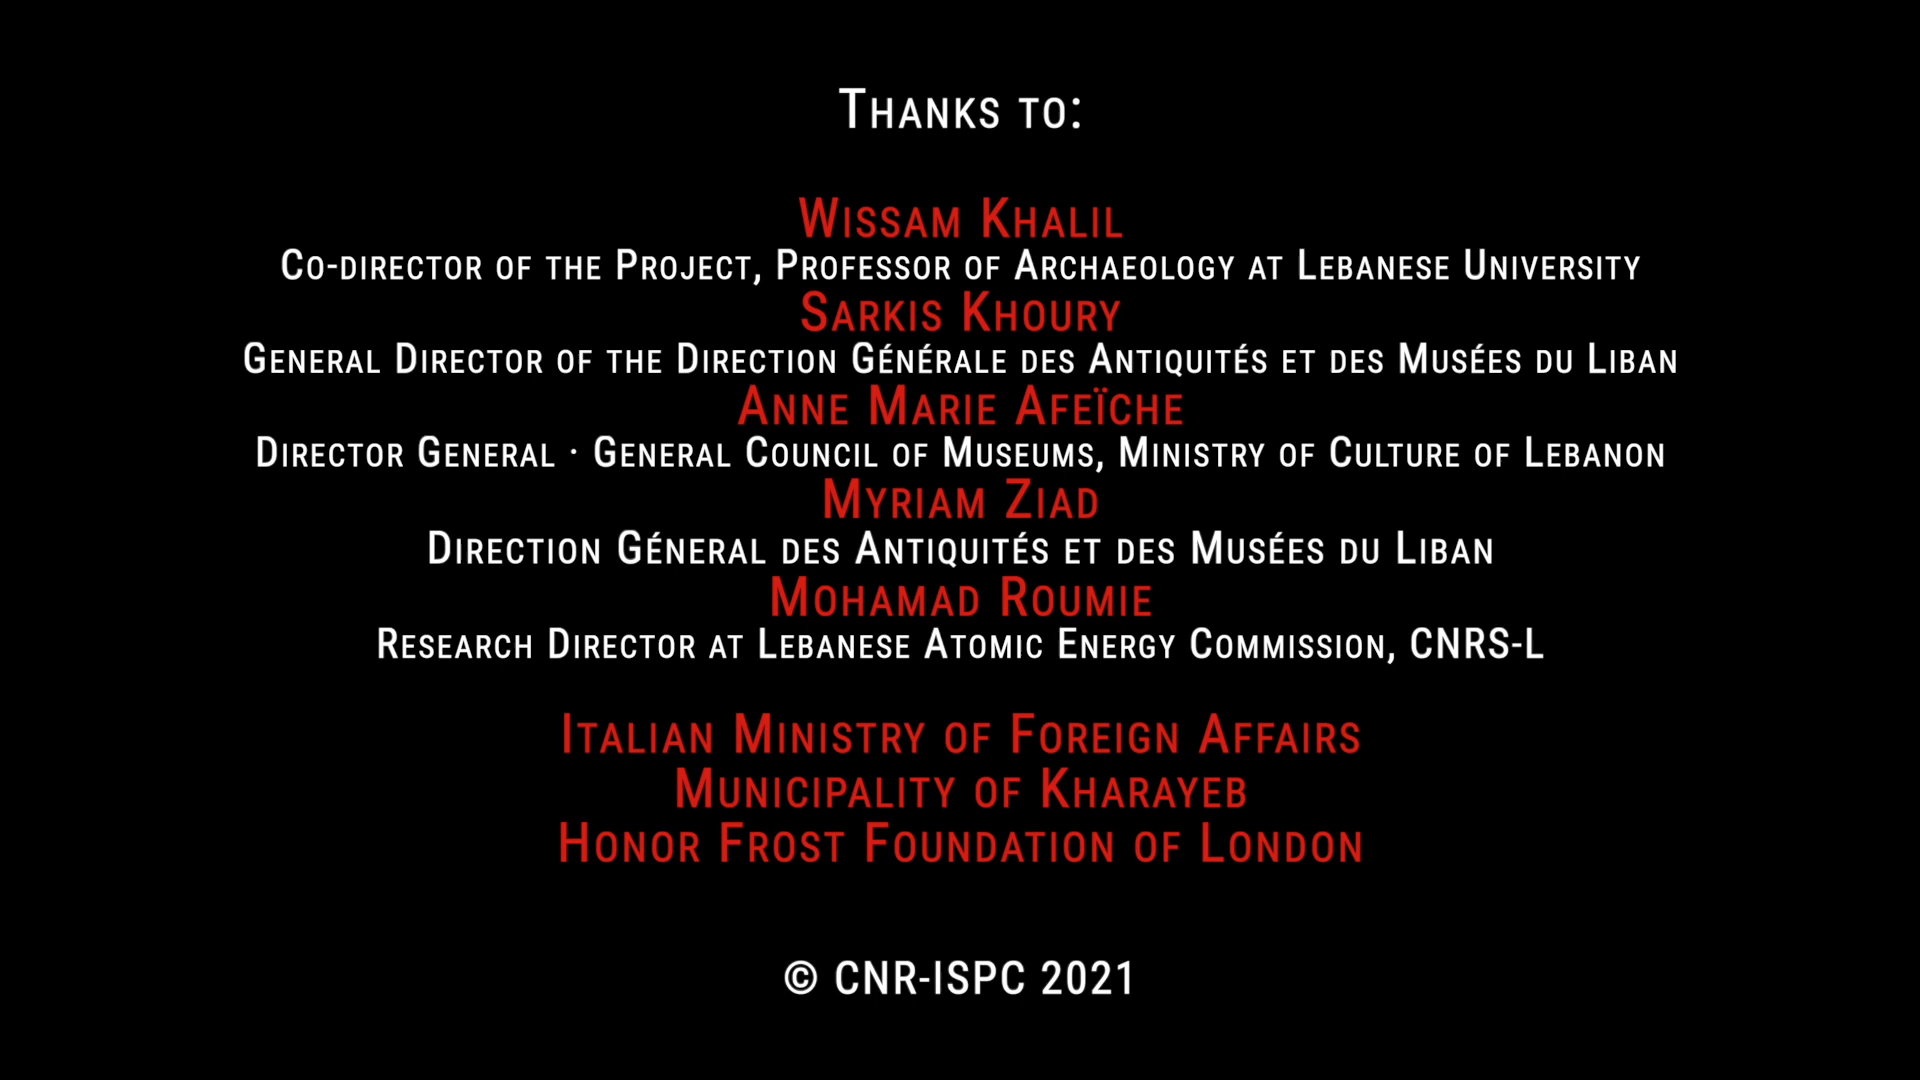 Thanks to:
Wissam Khalil
Co-director of the Project, Professor of Archaeology at Lebanese University
Sarkis Khoury
General Director of the Direction Générale des Antiquités et des Musées du Liban
Anne Marie Afeïche
Director General · General Council of Museums, Ministry of Culture of Lebanon
Myriam Ziad
Direction Général des Antiquités et des Musées du Liban
Mohamad Roumie
Research Director at Lebanese Atomic Energy Commission, CNRS-L
Italian Ministry of Foreign Affairs
Municipality of Kharayeb
Honor Frost Foundation of London
© CNR-ISPC 2021